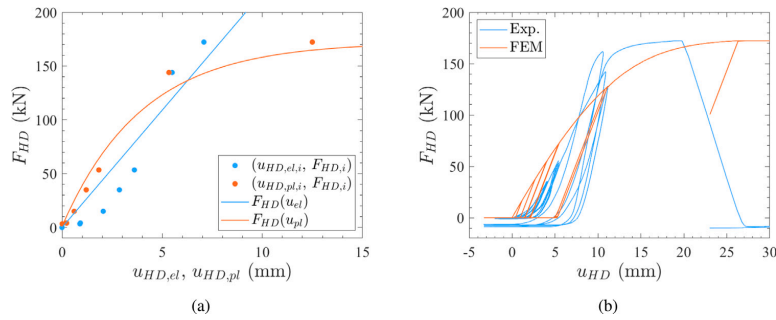 (kN)
F_HD
200
150
100
50
0
(u_HD,el,i, F_HD,i)
(u_HD,pl,i, F_HD,i)
F_HD(u_el)
F_HD(u_pl)
0 5 10 15
u_HD,el, u_HD,pl (mm)
(a)
F_HD (kN)
200
150
100
50
0
-50
Exp.
FEM
-5 0 5 10 15 20 25 30
u_HD (mm)
(b)